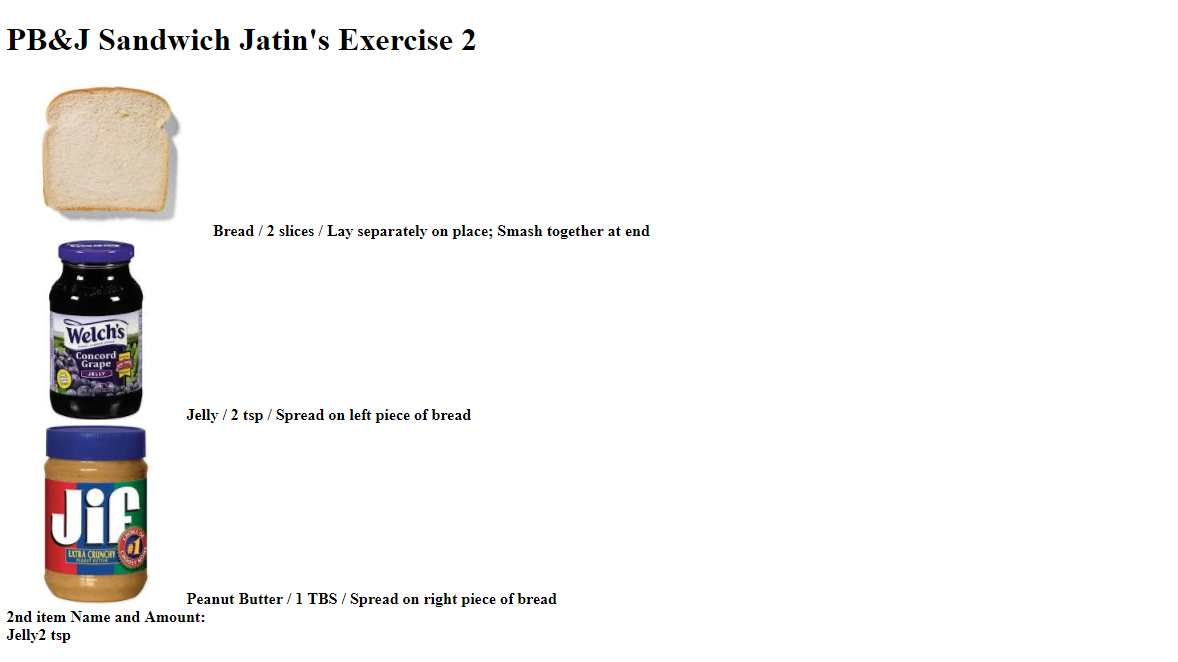 PB&J Sandwich Jatin's Exercise 2
Bread / 2 slices / Lay separately on place; Smash together at end
Welch's
Concord
Grape
JELLY
Jelly / 2 tsp / Spread on left piece of bread
Jif
#1
EXTRA CRUNCHY
PEANUT BUTTER
Peanut Butter / 1 TBS / Spread on right piece of bread
2nd item Name and Amount:
Jelly2 tsp